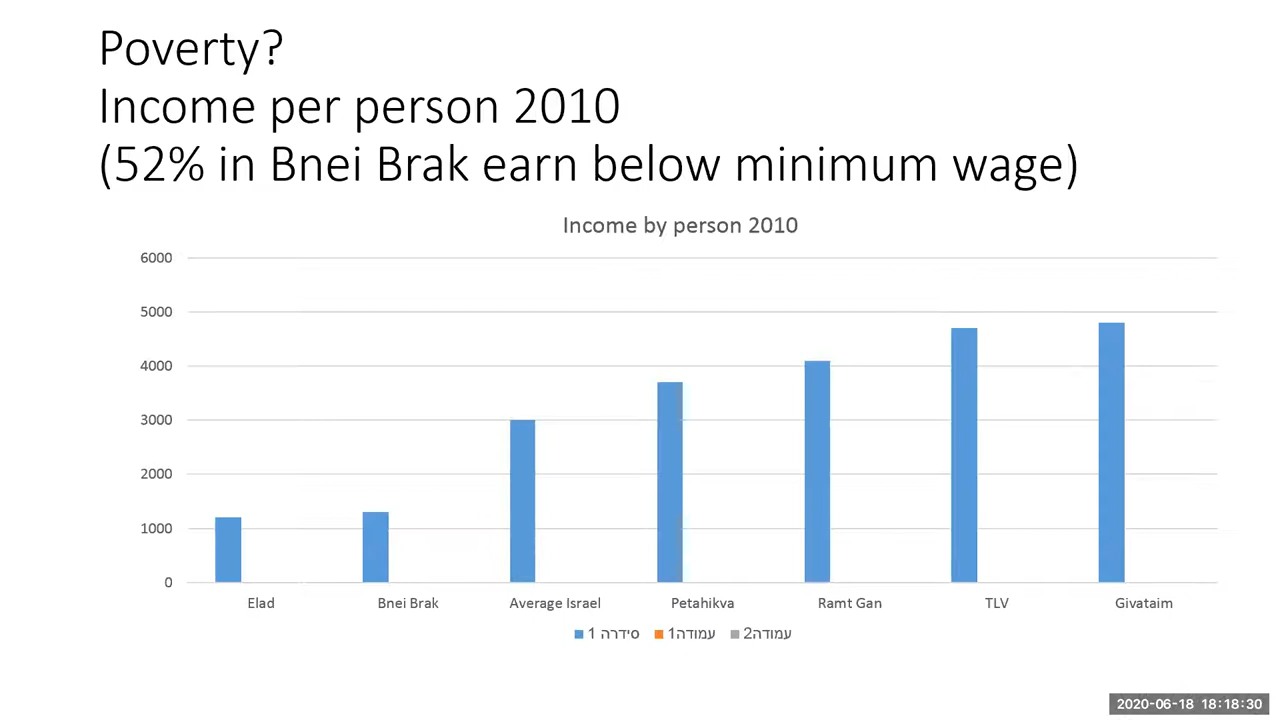 Poverty?
Income per person 2010
(52% in Bnei Brak earn below minimum wage)
Income by person 2010
6000
5000
4000
3000
2000
1000
0
Elad Bnei Brak Average Israel Petahikva Ramt Gan TLV Givataim
סידרה 1 עמודה1 עמודה2
2020-06-18 18:18:30